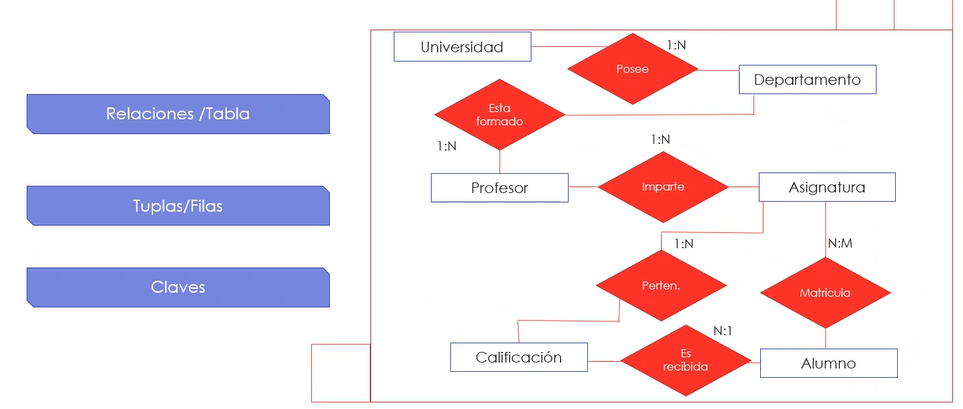 Relaciones /Tabla
Tuplas/Filas
Claves
Universidad
Posee
1:N
Departamento
Esta
formado
1:N
Profesor
Imparte
1:N
Asignatura
1:N
Perten.
N:M
Matricula
Calificación
Es
recibida
N:1
Alumno